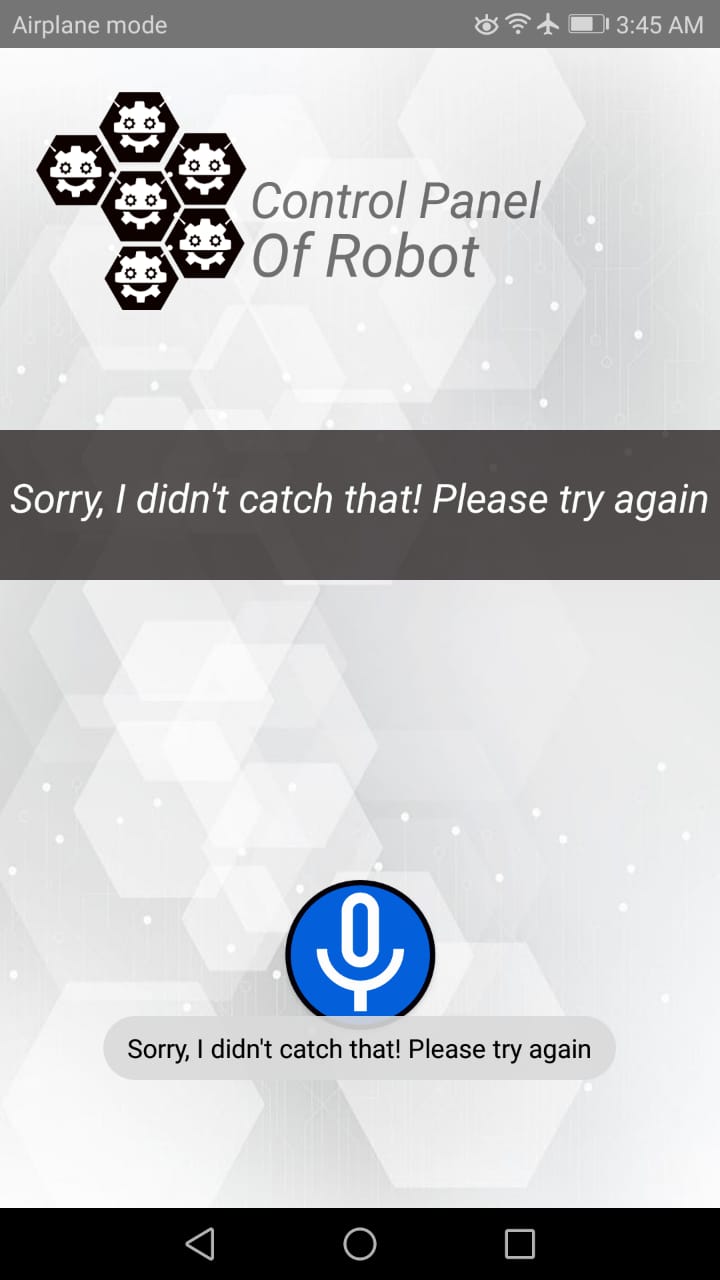 Airplane mode
3:45 AM
Control Panel
Of Robot
Sorry, I didn't catch that! Please try again
Sorry, I didn't catch that! Please try again